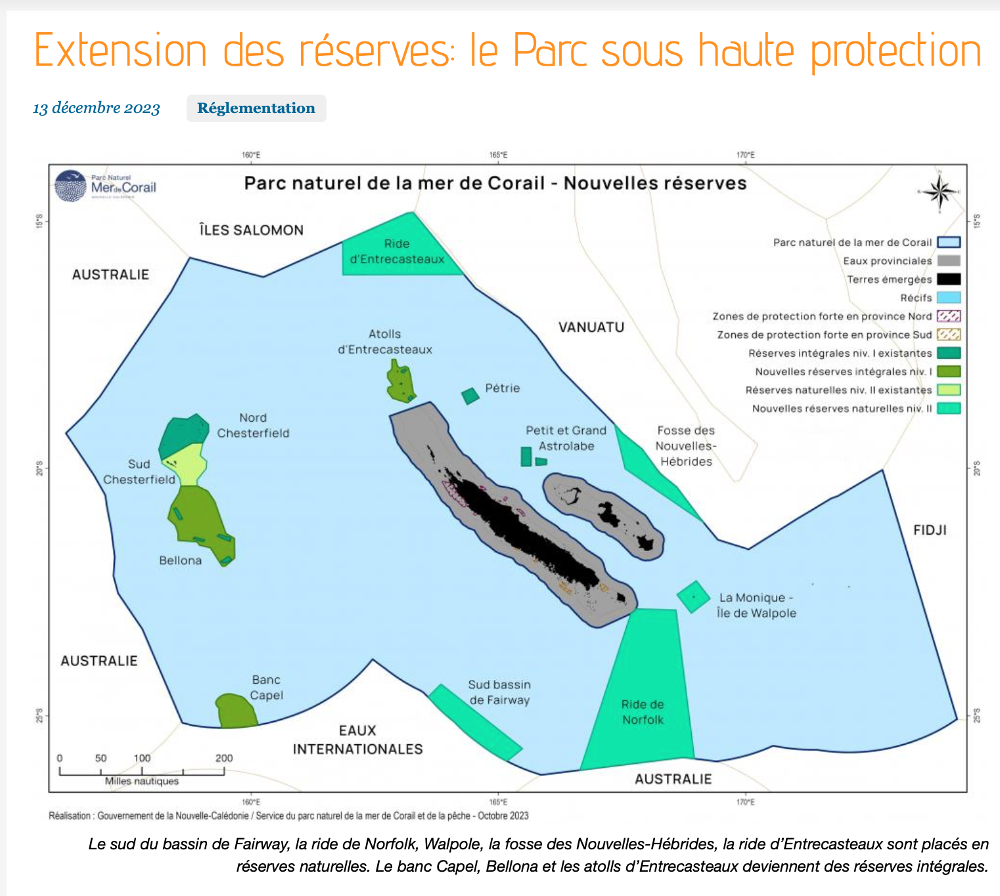 Extension des réserves: le Parc sous haute protection
13 décembre 2023
Réglementation
160°E
165°E
170°E
Parc Naturel
Mer de Corail
Parc naturel de la mer de Corail - Nouvelles réserves
N
W
E
S
15°S
15°S
ÎLES SALOMON
Ride
d'Entrecasteaux
Parc naturel de la mer de Corail
Eaux provinciales
Terres émergées
Récifs
Zones de protection forte en province Nord
Zones de protection forte en province Sud
Réserves intégrales niv. I existantes
Nouvelles réserves intégrales niv. I
Réserves naturelles niv. II existantes
Nouvelles réserves naturelles niv. II
AUSTRALIE
VANUATU
Atolls
d'Entrecasteaux
Pétrie
Nord
Chesterfield
Petit et Grand
Astrolabe
Fosse des
Nouvelles-
Hébrides
Sud
Chesterfield
20°S
20°S
FIDJI
Bellona
La Monique -
Île de Walpole
AUSTRALIE
Banc
Capel
Sud bassin
de Fairway
Ride de
Norfolk
25°S
25°S
EAUX
INTERNATIONALES
0 50 100 200
Milles nautiques
AUSTRALIE
160°E
165°E
170°E
Réalisation : Gouvernement de la Nouvelle-Calédonie / Service du parc naturel de la mer de Corail et de la pêche - Octobre 2023
Le sud du bassin de Fairway, la ride de Norfolk, Walpole, la fosse des Nouvelles-Hébrides, la ride d'Entrecasteaux sont placés en
réserves naturelles. Le banc Capel, Bellona et les atolls d'Entrecasteaux deviennent des réserves intégrales.